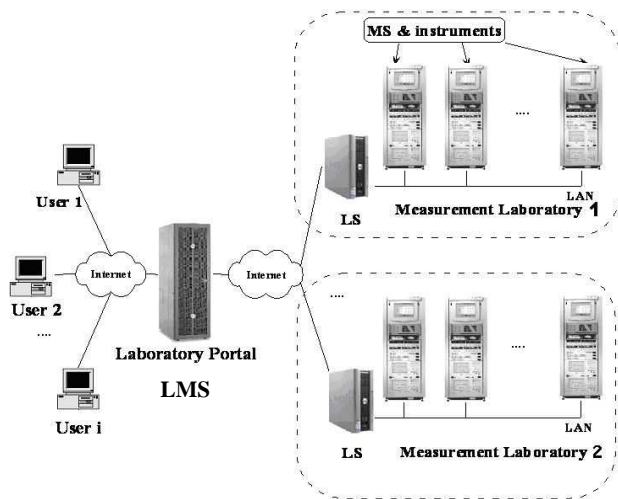 MS & instruments
....
LAN
LS
Measurement Laboratory 1
User 1
Internet
User 2
....
User i
Laboratory Portal
LMS
Internet
....
....
LAN
LS
Measurement Laboratory 2